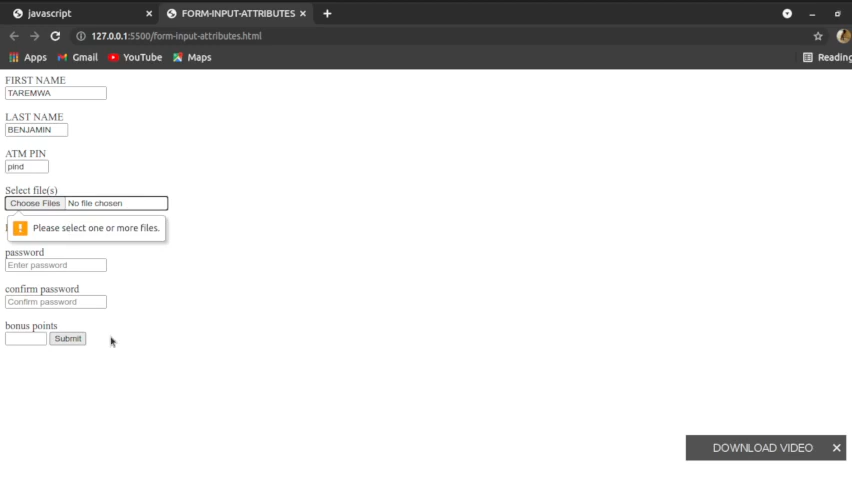 javascript
FORM-INPUT-ATTRIBUTES
127.0.0.1:5500/form-input-attributes.html
Apps Gmail YouTube Maps Reading
FIRST NAME
TAREMWA
LAST NAME
BENJAMIN
ATM PIN
pind
Select file(s)
Choose Files No file chosen
Please select one or more files.
password
Enter password
confirm password
Confirm password
bonus points
Submit
DOWNLOAD VIDEO